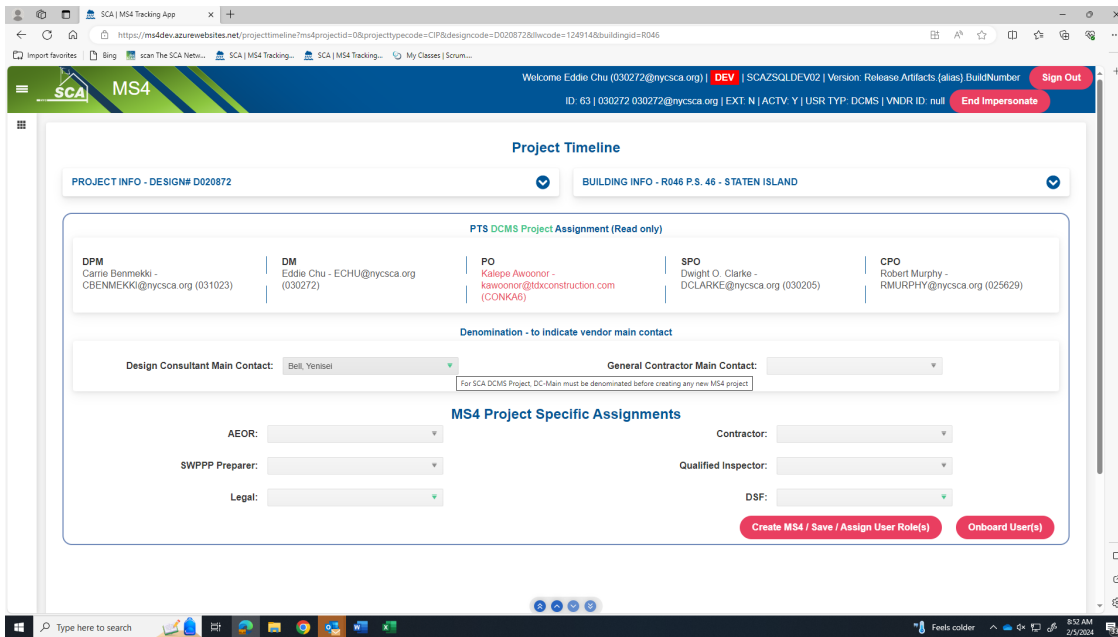 SCA | MS4 Tracking App
https://ms4dev.azurewebsites.net/projecttimeline?ms4projectid=0&projecttypecode=CIP&designcode=D020872&llwcode=124914&buildingid=R046
Import favorites
Bing
scan The SCA Netw...
SCA | MS4 Tracking...
SCA | MS4 Tracking...
My Classes | Scrum....
SCA
MS4
Welcome Eddie Chu (030272@nycsca.org) | DEV | SCAZSQLDEV02 | Version: Release.Artifacts.{alias}.BuildNumber
Sign Out
ID: 63 | 030272 030272@nycsca.org | EXT: N | ACTV: Y | USR TYP: DCMS | VNDR ID: null
End Impersonate
Project Timeline
PROJECT INFO - DESIGN# D020872
BUILDING INFO - R046 P.S. 46 - STATEN ISLAND
PTS DCMS Project Assignment (Read only)
DPM
Carrie Benmekki -
CBENMEKKI@nycsca.org (031023)
DM
Eddie Chu - ECHU@nycsca.org
(030272)
PO
Kalepe Awoonor -
kawoonor@tdxconstruction.com
(CONKA6)
SPO
Dwight O. Clarke -
DCLARKE@nycsca.org (030205)
CPO
Robert Murphy -
RMURPHY@nycsca.org (025629)
Denomination - to indicate vendor main contact
Design Consultant Main Contact:
Bell, Yenisei
General Contractor Main Contact:
For SCA DCMS Project, DC-Main must be denominated before creating any new MS4 project
MS4 Project Specific Assignments
AEOR:
Contractor:
SWPPP Preparer:
Qualified Inspector:
Legal:
DSF:
Create MS4 / Save / Assign User Role(s)
Onboard User(s)
Type here to search
Feels colder
8:52 AM
2/5/2024